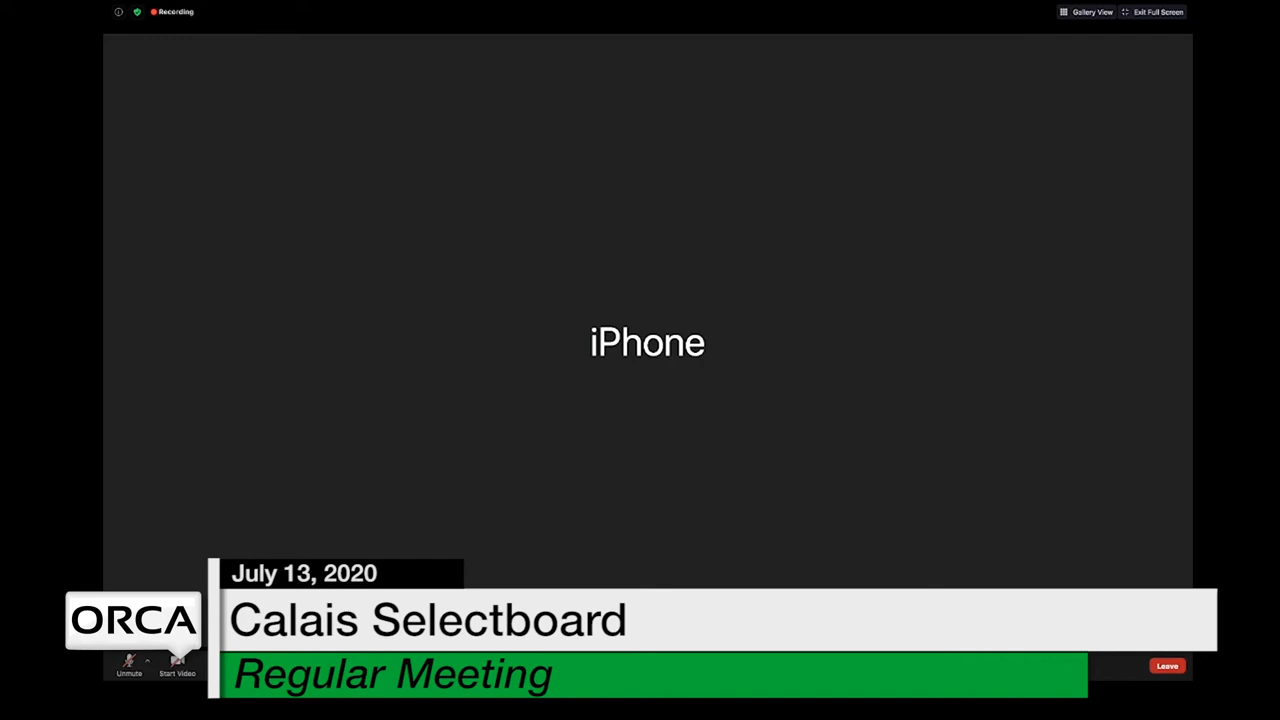 Recording
Gallery View
Exit Full Screen
iPhone
July 13, 2020
ORCA
Calais Selectboard
Unmute
Start Video
Regular Meeting
Leave